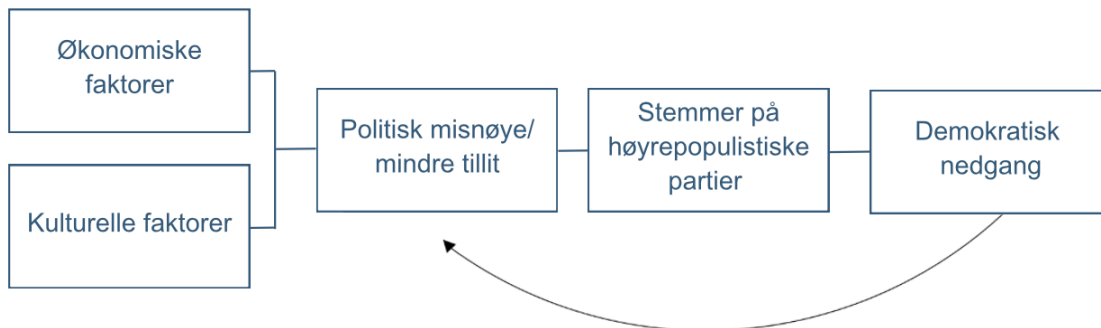 Økonomiske
faktorer
Kulturelle faktorer
Politisk misnøye/
mindre tillit
Stemmer på
høyrepopulistiske
partier
Demokratisk
nedgang